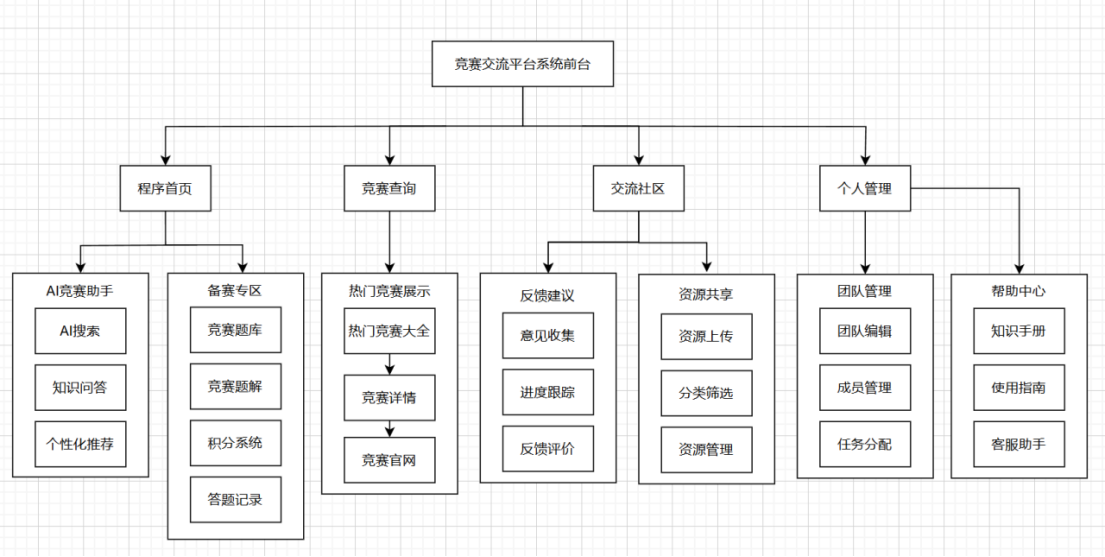 竞赛交流平台系统前台
程序首页
竞赛查询
交流社区
个人管理
AI竞赛助手
AI搜索
知识问答
个性化推荐
备赛专区
竞赛题库
竞赛题解
积分系统
答题记录
热门竞赛展示
热门竞赛大全
竞赛详情
竞赛官网
反馈建议
意见收集
进度跟踪
反馈评价
资源共享
资源上传
分类筛选
资源管理
团队管理
团队编辑
成员管理
任务分配
帮助中心
知识手册
使用指南
客服助手